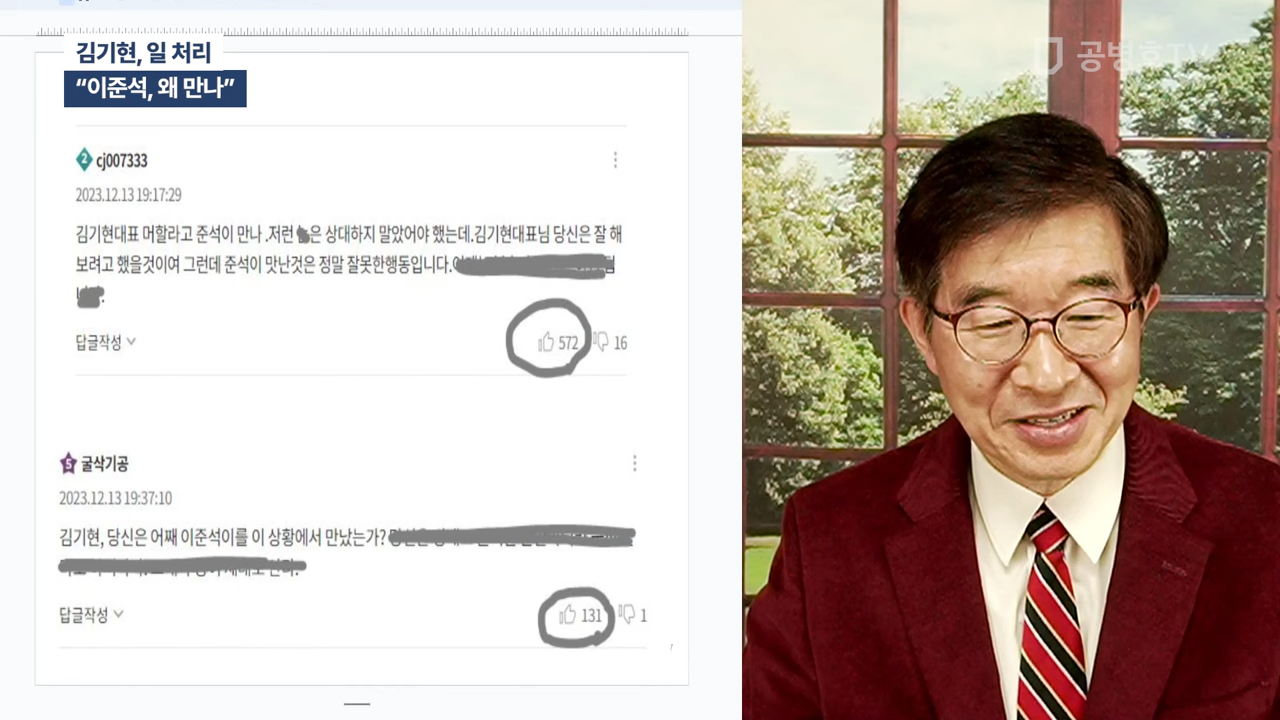 김기현, 일 처리
“이준석, 왜 만나”
공병호TV
2 cj007333
2023.12.13 19:17:29
김기현대표 머할라고 준석이 만나 .저런 은 상대하지 말았어야 했는데.김기현대표님 당신은 잘 해
보려고 했을것이여 그런데 준석이 맛난것은 정말 잘못한행동입니다.
답글작성
572 16
5 굴삭기공
2023.12.13 19:37:10
김기현, 당신은 어째 이준석이를 이 상황에서 만났는가?
답글작성
131 1